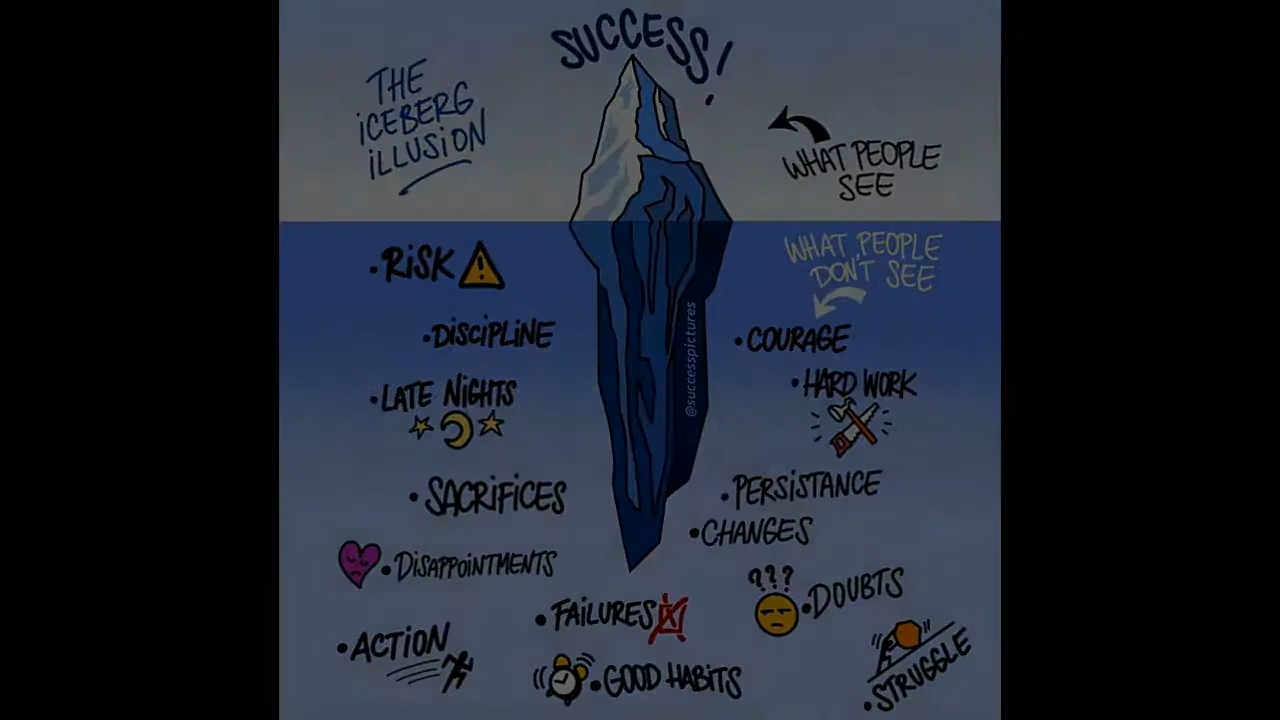 SUCCESS!
THE
ICEBERG
ILLUSION
WHAT PEOPLE
SEE
WHAT PEOPLE
DON'T SEE
• RISK
• DISCIPLINE
• LATE NIGHTS
• SACRIFICES
• DISAPPOINTMENTS
• ACTION
• FAILURES
• GOOD HABITS
@successpictures
• COURAGE
• HARD WORK
• PERSISTANCE
• CHANGES
???
• DOUBTS
• STRUGGLE